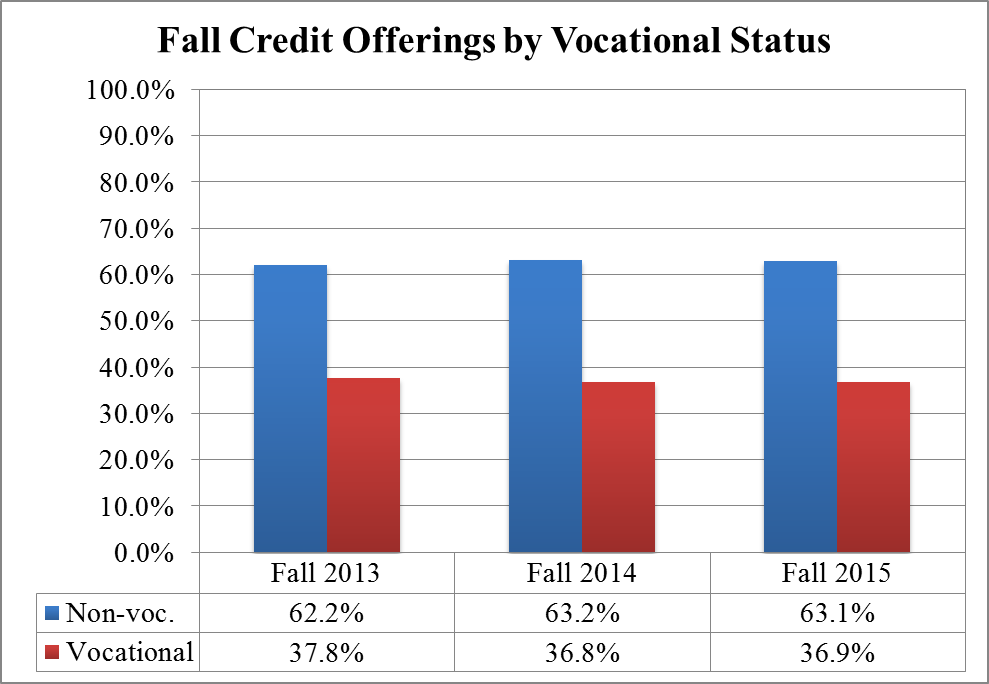 Fall Credit Offerings by Vocational Status
100.0%
90.0%
80.0%
70.0%
60.0%
50.0%
40.0%
30.0%
20.0%
10.0%
0.0%
Fall 2013 Fall 2014 Fall 2015
Non-voc. 62.2% 63.2% 63.1%
Vocational 37.8% 36.8% 36.9%